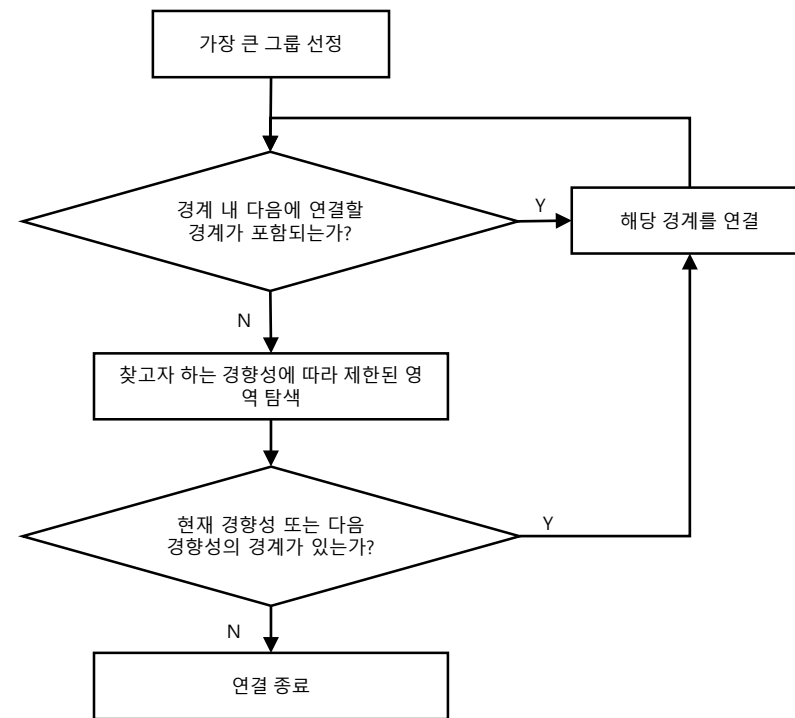 가장 큰 그룹 선정
경계 내 다음에 연결할
경계가 포함되는가?
Y
해당 경계를 연결
N
찾고자 하는 경향성에 따라 제한된 영
역 탐색
현재 경향성 또는 다음
경향성의 경계가 있는가?
Y
N
연결 종료